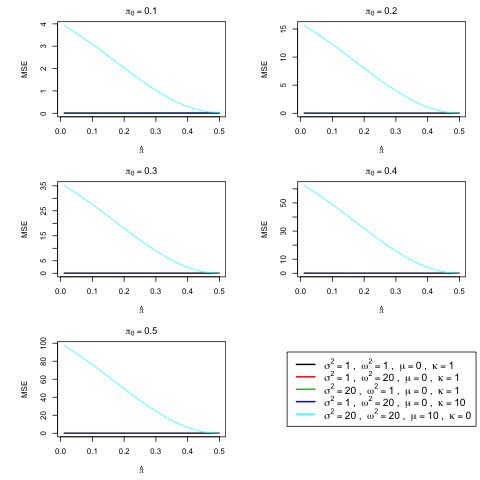 π₀ = 0.1
MSE
4
3
2
1
0
0.0 0.1 0.2 0.3 0.4 0.5
π̂
π₀ = 0.2
MSE
15
10
5
0
0.0 0.1 0.2 0.3 0.4 0.5
π̂
π₀ = 0.3
MSE
35
25
15
5
0
0.0 0.1 0.2 0.3 0.4 0.5
π̂
π₀ = 0.4
MSE
50
30
10
0
0.0 0.1 0.2 0.3 0.4 0.5
π̂
π₀ = 0.5
MSE
100
80
60
40
20
0
0.0 0.1 0.2 0.3 0.4 0.5
π̂
σ² = 1 , ω² = 1 , μ = 0 , κ = 1
σ² = 1 , ω² = 20 , μ = 0 , κ = 1
σ² = 20 , ω² = 1 , μ = 0 , κ = 1
σ² = 1 , ω² = 20 , μ = 0 , κ = 10
σ² = 20 , ω² = 20 , μ = 10 , κ = 0